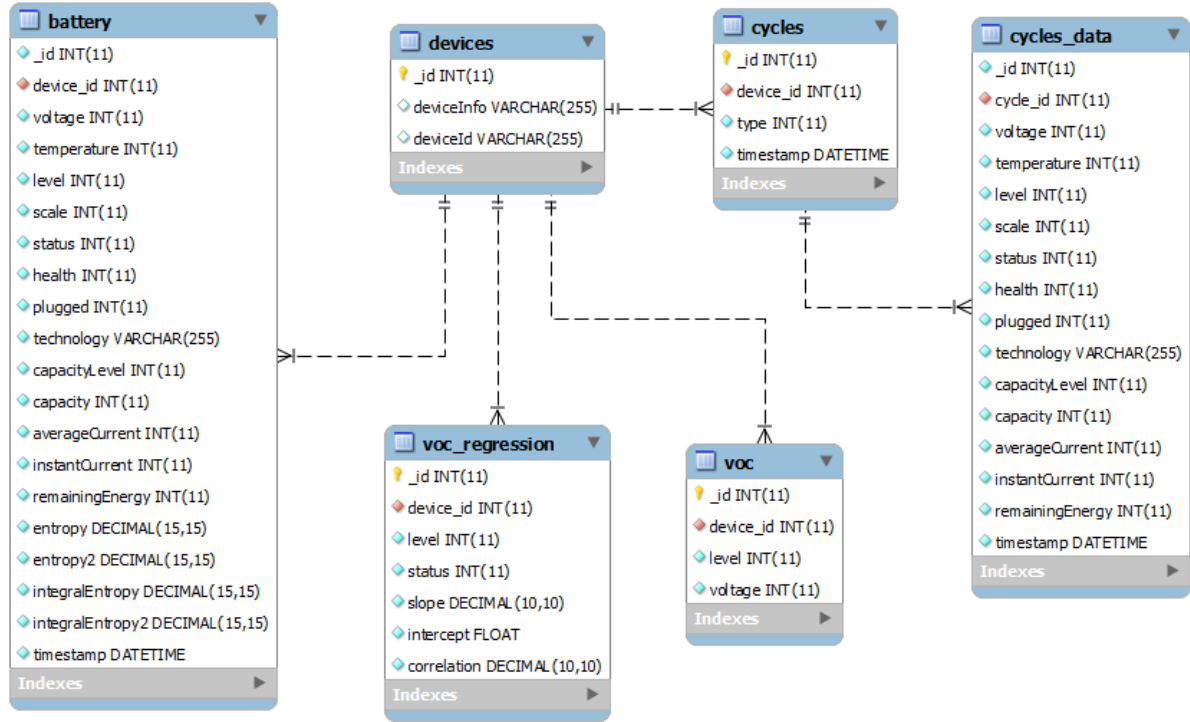 battery
_id INT(11)
device_id INT(11)
voltage INT(11)
temperature INT(11)
level INT(11)
scale INT(11)
status INT(11)
health INT(11)
plugged INT(11)
technology VARCHAR(255)
capacityLevel INT(11)
capacity INT(11)
averageCurrent INT(11)
instantCurrent INT(11)
remainingEnergy INT(11)
entropy DECIMAL(15,15)
entropy2 DECIMAL(15,15)
integralEntropy DECIMAL(15,15)
integralEntropy2 DECIMAL(15,15)
timestamp DATETIME
Indexes
devices
_id INT(11)
deviceInfo VARCHAR(255)
deviceId VARCHAR(255)
Indexes
cycles
_id INT(11)
device_id INT(11)
type INT(11)
timestamp DATETIME
Indexes
cycles_data
_id INT(11)
cycle_id INT(11)
voltage INT(11)
temperature INT(11)
level INT(11)
scale INT(11)
status INT(11)
health INT(11)
plugged INT(11)
technology VARCHAR(255)
capacityLevel INT(11)
capacity INT(11)
averageCurrent INT(11)
instantCurrent INT(11)
remainingEnergy INT(11)
timestamp DATETIME
Indexes
voc_regression
_id INT(11)
device_id INT(11)
level INT(11)
status INT(11)
slope DECIMAL(10,10)
intercept FLOAT
correlation DECIMAL(10,10)
Indexes
voc
_id INT(11)
device_id INT(11)
level INT(11)
voltage INT(11)
Indexes